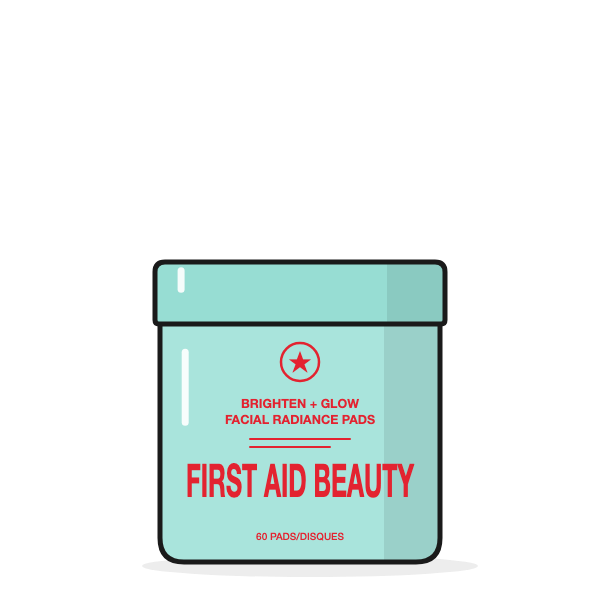 BRIGHTEN + GLOW
FACIAL RADIANCE PADS
FIRST AID BEAUTY
60 PADS/DISQUES